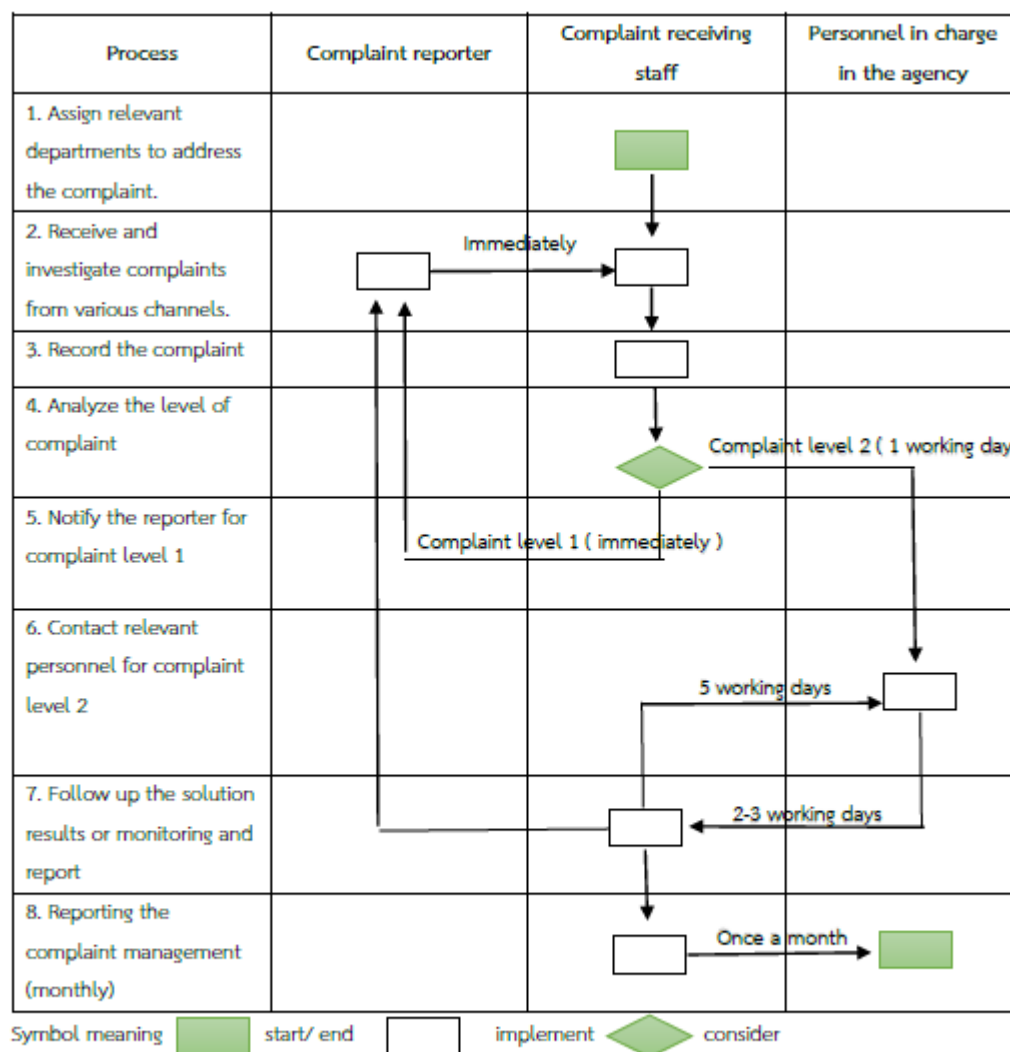 Process
Complaint reporter
Complaint receiving
staff
Personnel in charge
in the agency
1. Assign relevant
departments to address
the complaint.
2. Receive and
investigate complaints
from various channels.
Immediately
3. Record the complaint
4. Analyze the level of
complaint
Complaint level 2 ( 1 working day
5. Notify the reporter for
complaint level 1
Complaint level 1 ( immediately )
6. Contact relevant
personnel for complaint
level 2
5 working days
7. Follow up the solution
results or monitoring and
report
2-3 working days
8. Reporting the
complaint management
(monthly)
Once a month
Symbol meaning start/ end implement consider